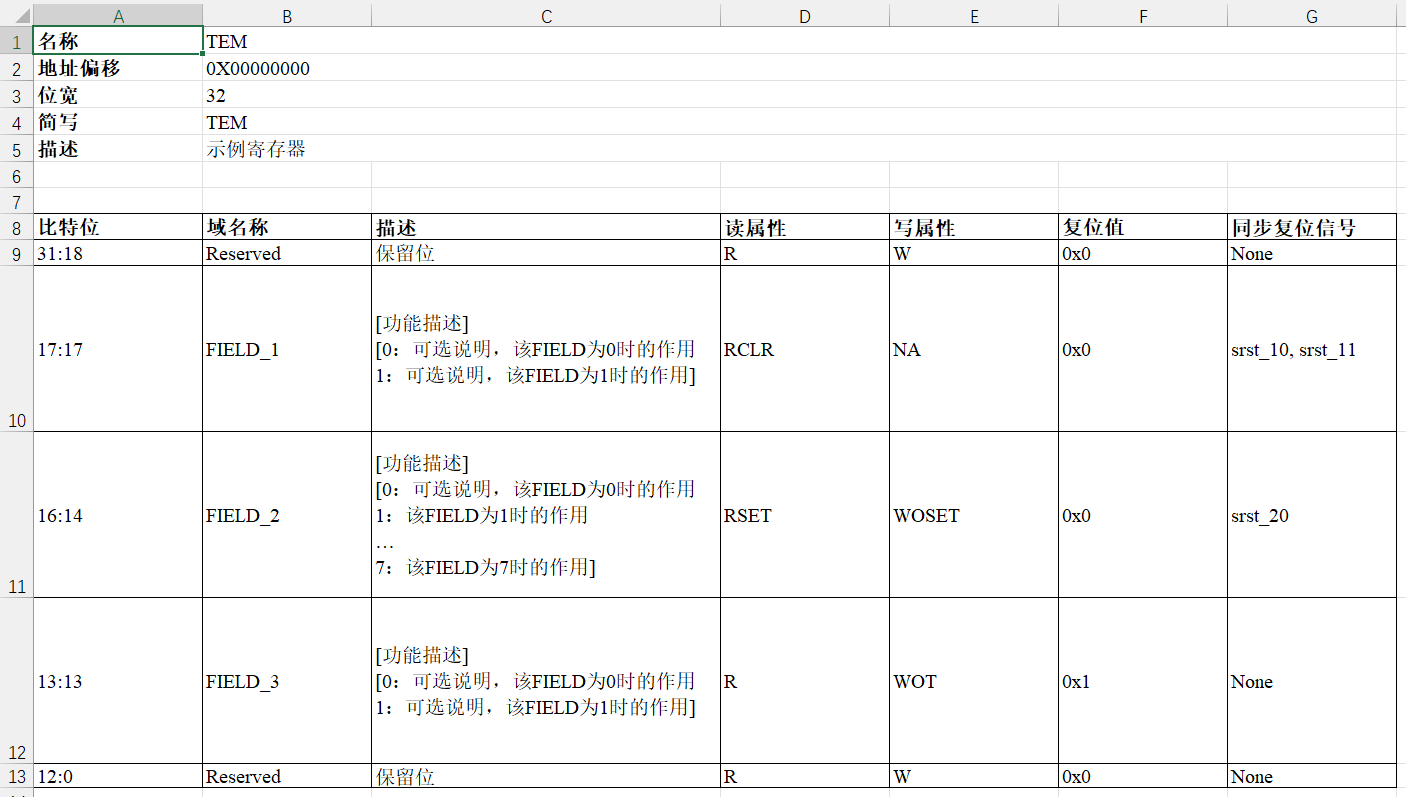 A B C D E F G
1 名称 TEM
2 地址偏移 0X00000000
3 位宽 32
4 简写 TEM
5 描述 示例寄存器
6
7
8 比特位 域名称 描述 读属性 写属性 复位值 同步复位信号
9 31:18 Reserved 保留位 R W 0x0 None
[功能描述]
17:17 FIELD_1 [0：可选说明，该FIELD为0时的作用 RCLR NA 0x0 srst_10, srst_11
1：可选说明，该FIELD为1时的作用]
10
[功能描述]
[0：可选说明，该FIELD为0时的作用
16:14 FIELD_2 1：该FIELD为1时的作用 RSET WOSET 0x0 srst_20
…
7：该FIELD为7时的作用]
11
[功能描述]
13:13 FIELD_3 [0：可选说明，该FIELD为0时的作用 R WOT 0x1 None
1：可选说明，该FIELD为1时的作用]
12
13 12:0 Reserved 保留位 R W 0x0 None